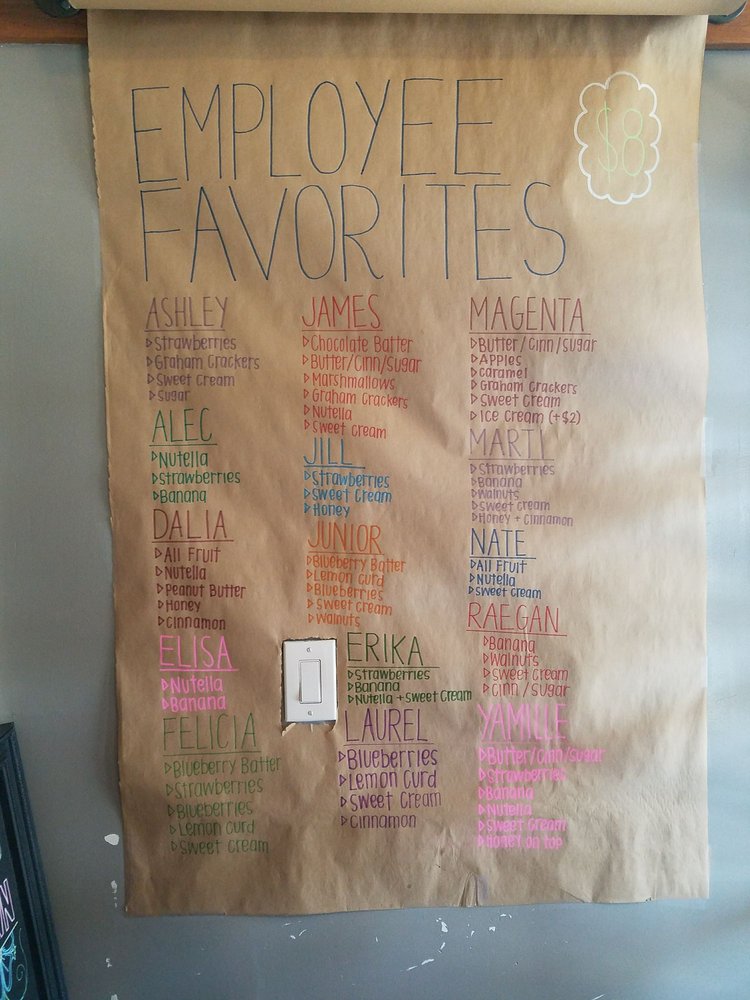 EMPLOYEE
FAVORITES
$8
ASHLEY
Strawberries
Graham Crackers
Sweet Cream
Sugar
ALEC
Nutella
Strawberries
Banana
DALIA
All Fruit
Nutella
Peanut Butter
Honey
Cinnamon
ELISA
Nutella
Banana
FELICIA
Blueberry Batter
Strawberries
Blueberries
Lemon Curd
Sweet Cream
JAMES
Chocolate Batter
Butter/Cinn/Sugar
Marshmallows
Graham Crackers
Nutella
Sweet Cream
JILL
Strawberries
Sweet Cream
Honey
JUNIOR
Blueberry Batter
Lemon Curd
Blueberries
Sweet Cream
Walnuts
ERIKA
Strawberries
Banana
Nutella + Sweet Cream
LAUREL
Blueberries
Lemon Curd
Sweet Cream
Cinnamon
MAGENTA
Butter/Cinn/Sugar
Apples
Caramel
Graham Crackers
Sweet Cream
Ice Cream (+$2)
MARTI
Strawberries
Banana
Walnuts
Sweet Cream
Honey + Cinnamon
NATE
All Fruit
Nutella
Sweet Cream
RAEGAN
Banana
Walnuts
Sweet Cream
Cinn/Sugar
YAMILLE
Butter/Cinn/Sugar
Strawberries
Banana
Nutella
Sweet Cream
Honey on top